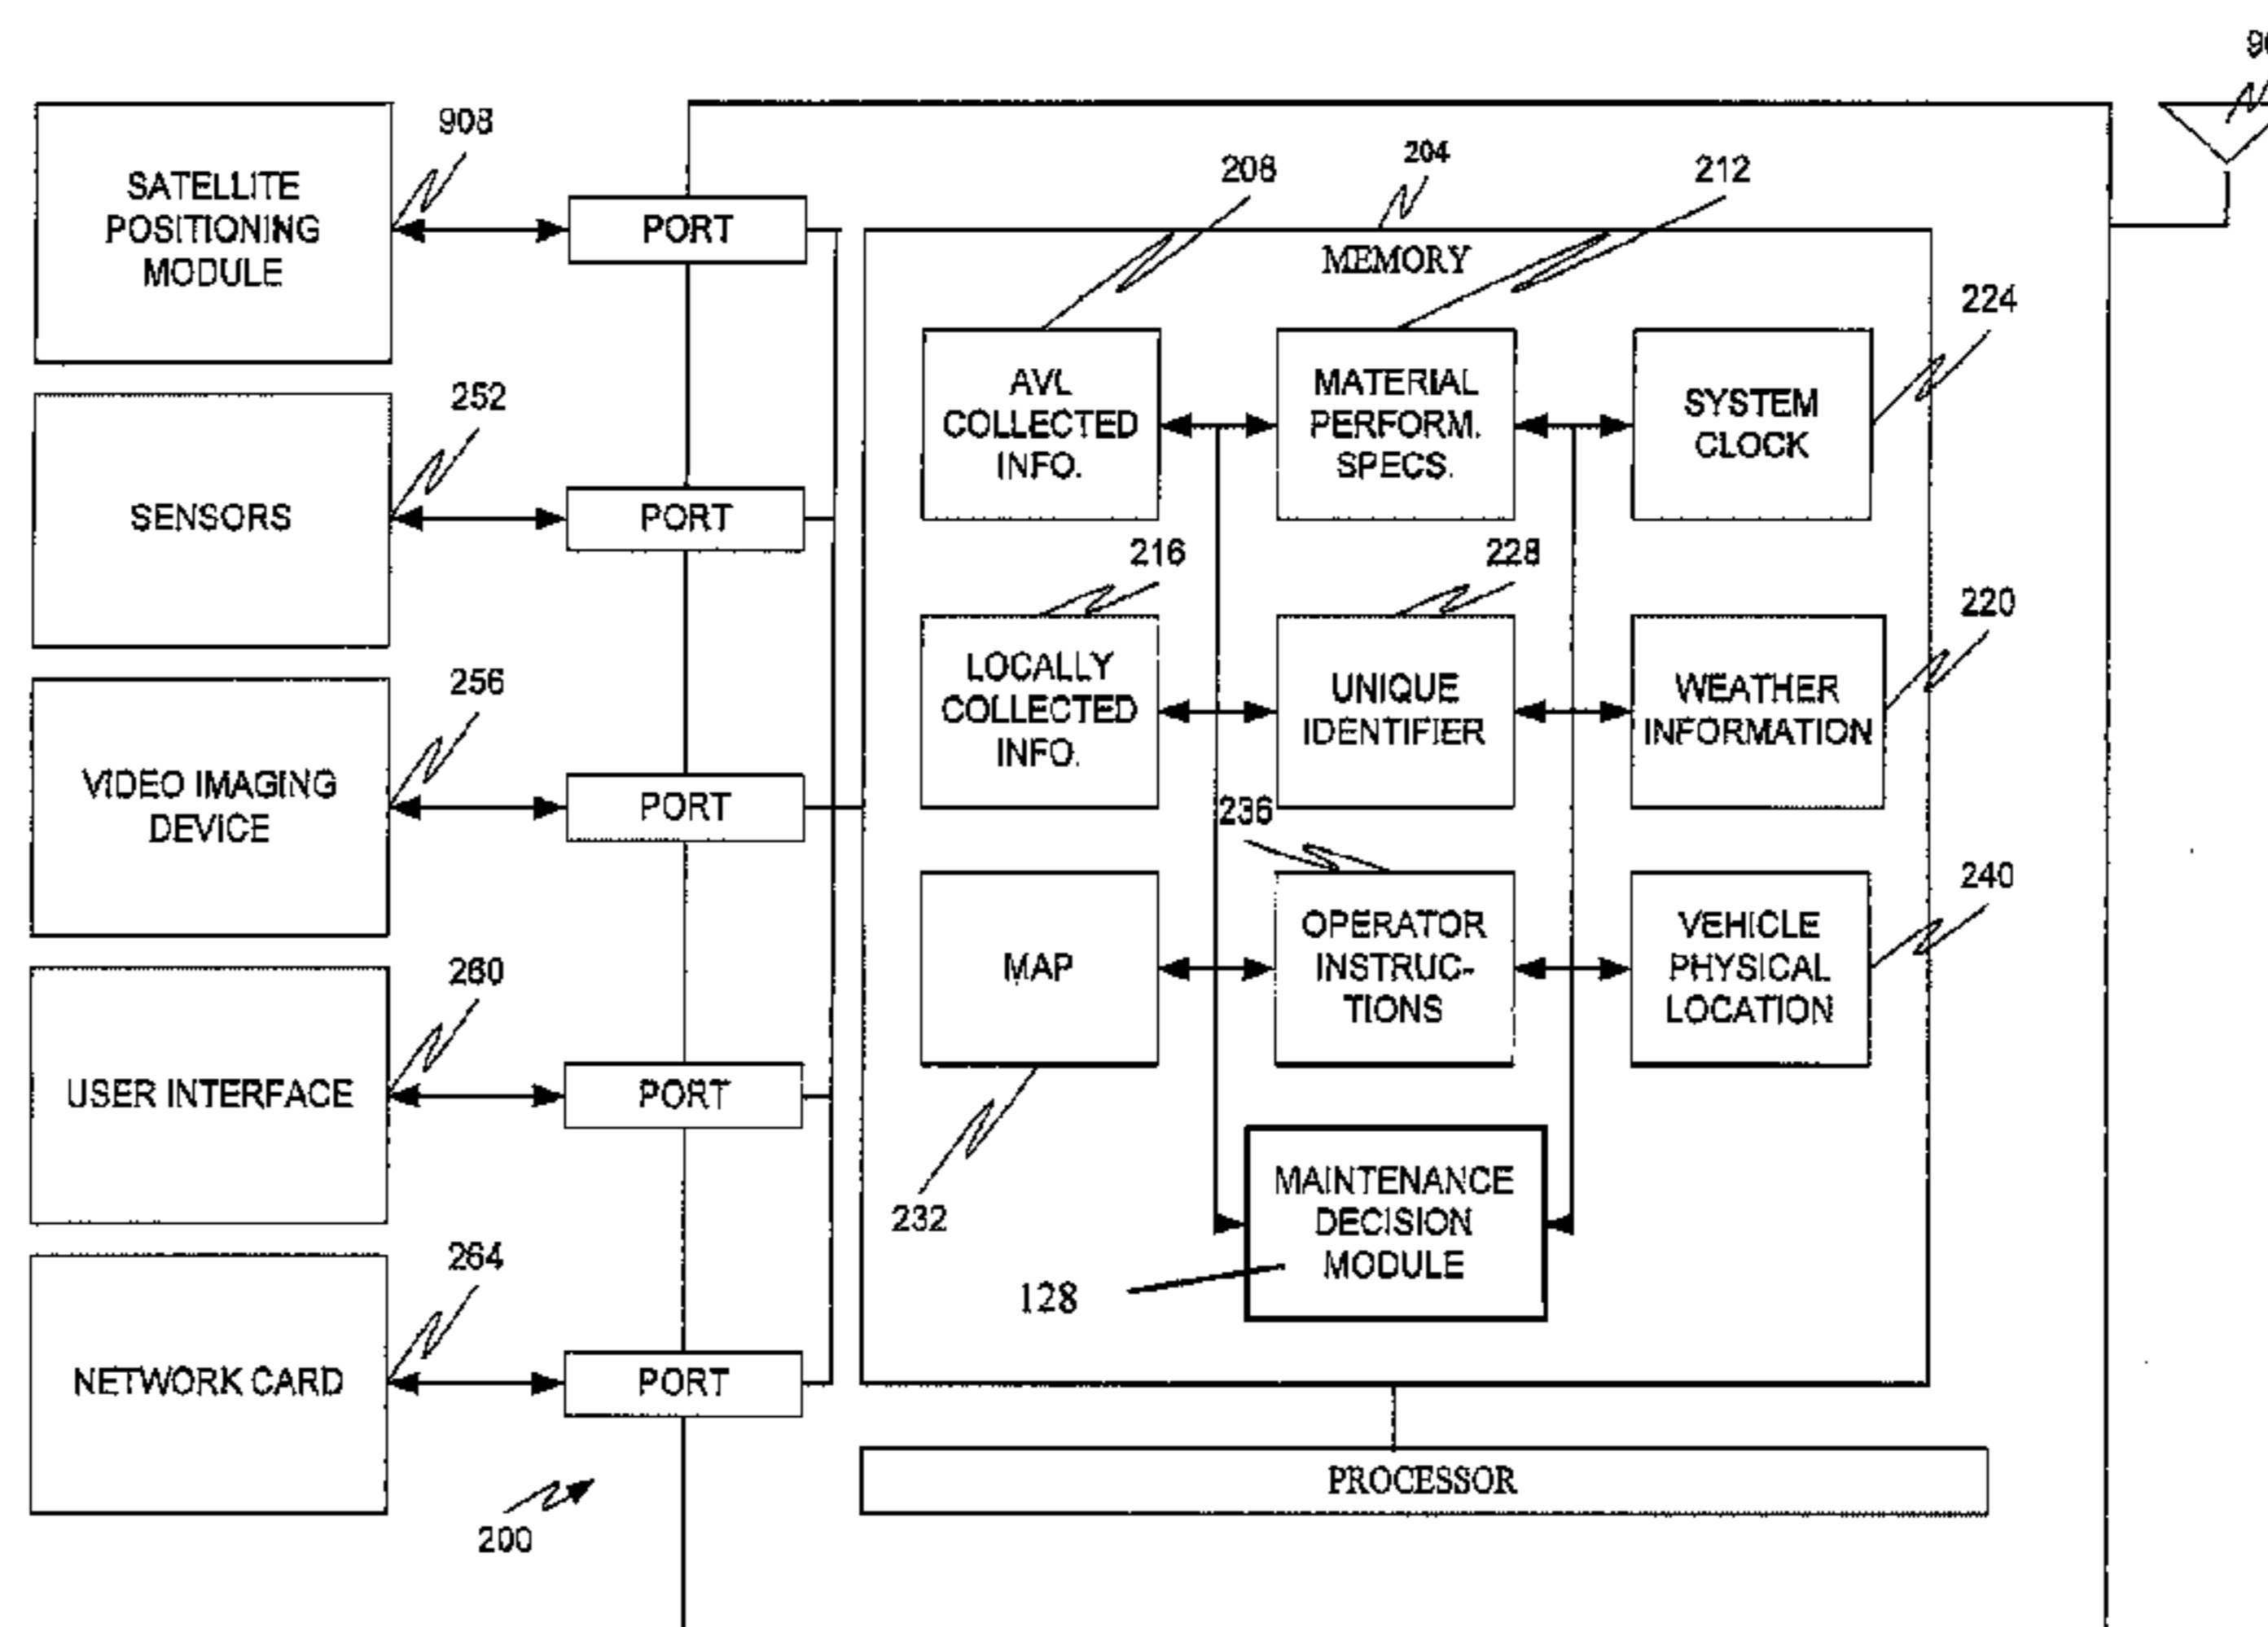 908
SATELLITE
POSITIONING
MODULE
PORT
204
208
212
MEMORY
224
AVL
COLLECTED
INFO.
MATERIAL
PERFORM.
SPECS.
SYSTEM
CLOCK
252
SENSORS
PORT
216
228
220
LOCALLY
COLLECTED
INFO.
UNIQUE
IDENTIFIER
WEATHER
INFORMATION
256
VIDEO IMAGING
DEVICE
PORT
236
240
MAP
OPERATOR
INSTRUC-
TIONS
VEHICLE
PHYSICAL
LOCATION
260
USER INTERFACE
PORT
232
MAINTENANCE
DECISION
MODULE
128
264
NETWORK CARD
PORT
PROCESSOR
200